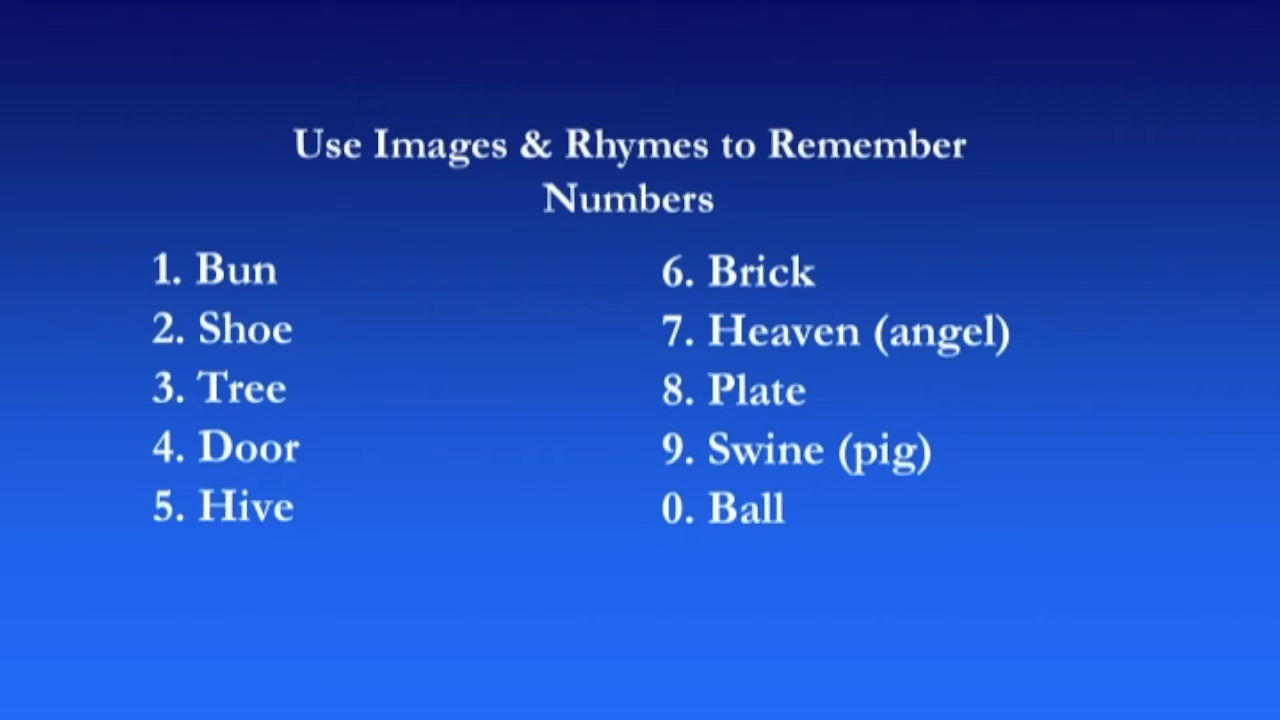 Use Images & Rhymes to Remember
Numbers
1. Bun
2. Shoe
3. Tree
4. Door
5. Hive
6. Brick
7. Heaven (angel)
8. Plate
9. Swine (pig)
0. Ball